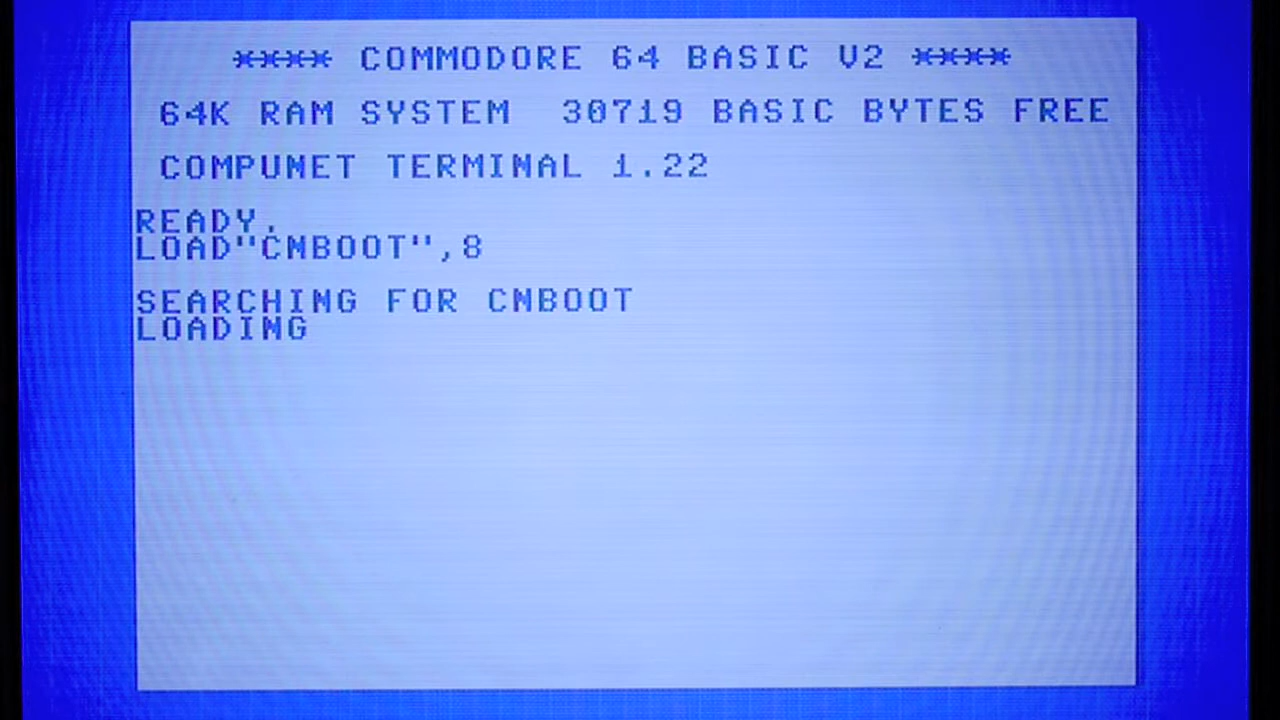 **** COMMODORE 64 BASIC V2 ****
64K RAM SYSTEM  30719 BASIC BYTES FREE
COMPUNET TERMINAL 1.22
READY.
LOAD"CNBOOT",8
SEARCHING FOR CNBOOT
LOADING